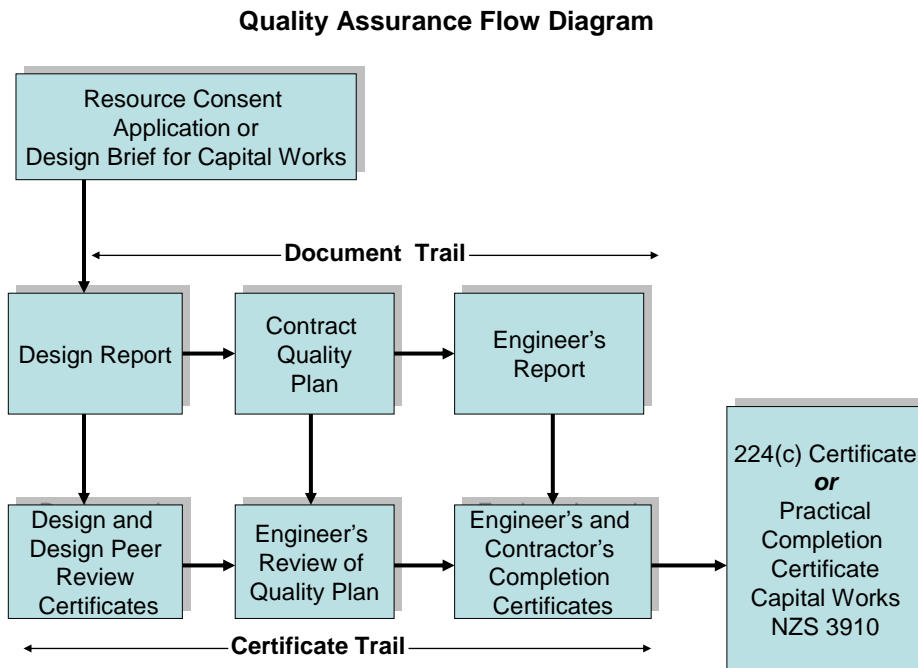 Quality Assurance Flow Diagram
Resource Consent
Application or
Design Brief for Capital Works
Document Trail
Design Report
Contract
Quality
Plan
Engineer's
Report
Design and
Design Peer
Review
Certificates
Engineer's
Review of
Quality Plan
Engineer's and
Contractor's
Completion
Certificates
224(c) Certificate
or
Practical
Completion
Certificate
Capital Works
NZS 3910
Certificate Trail